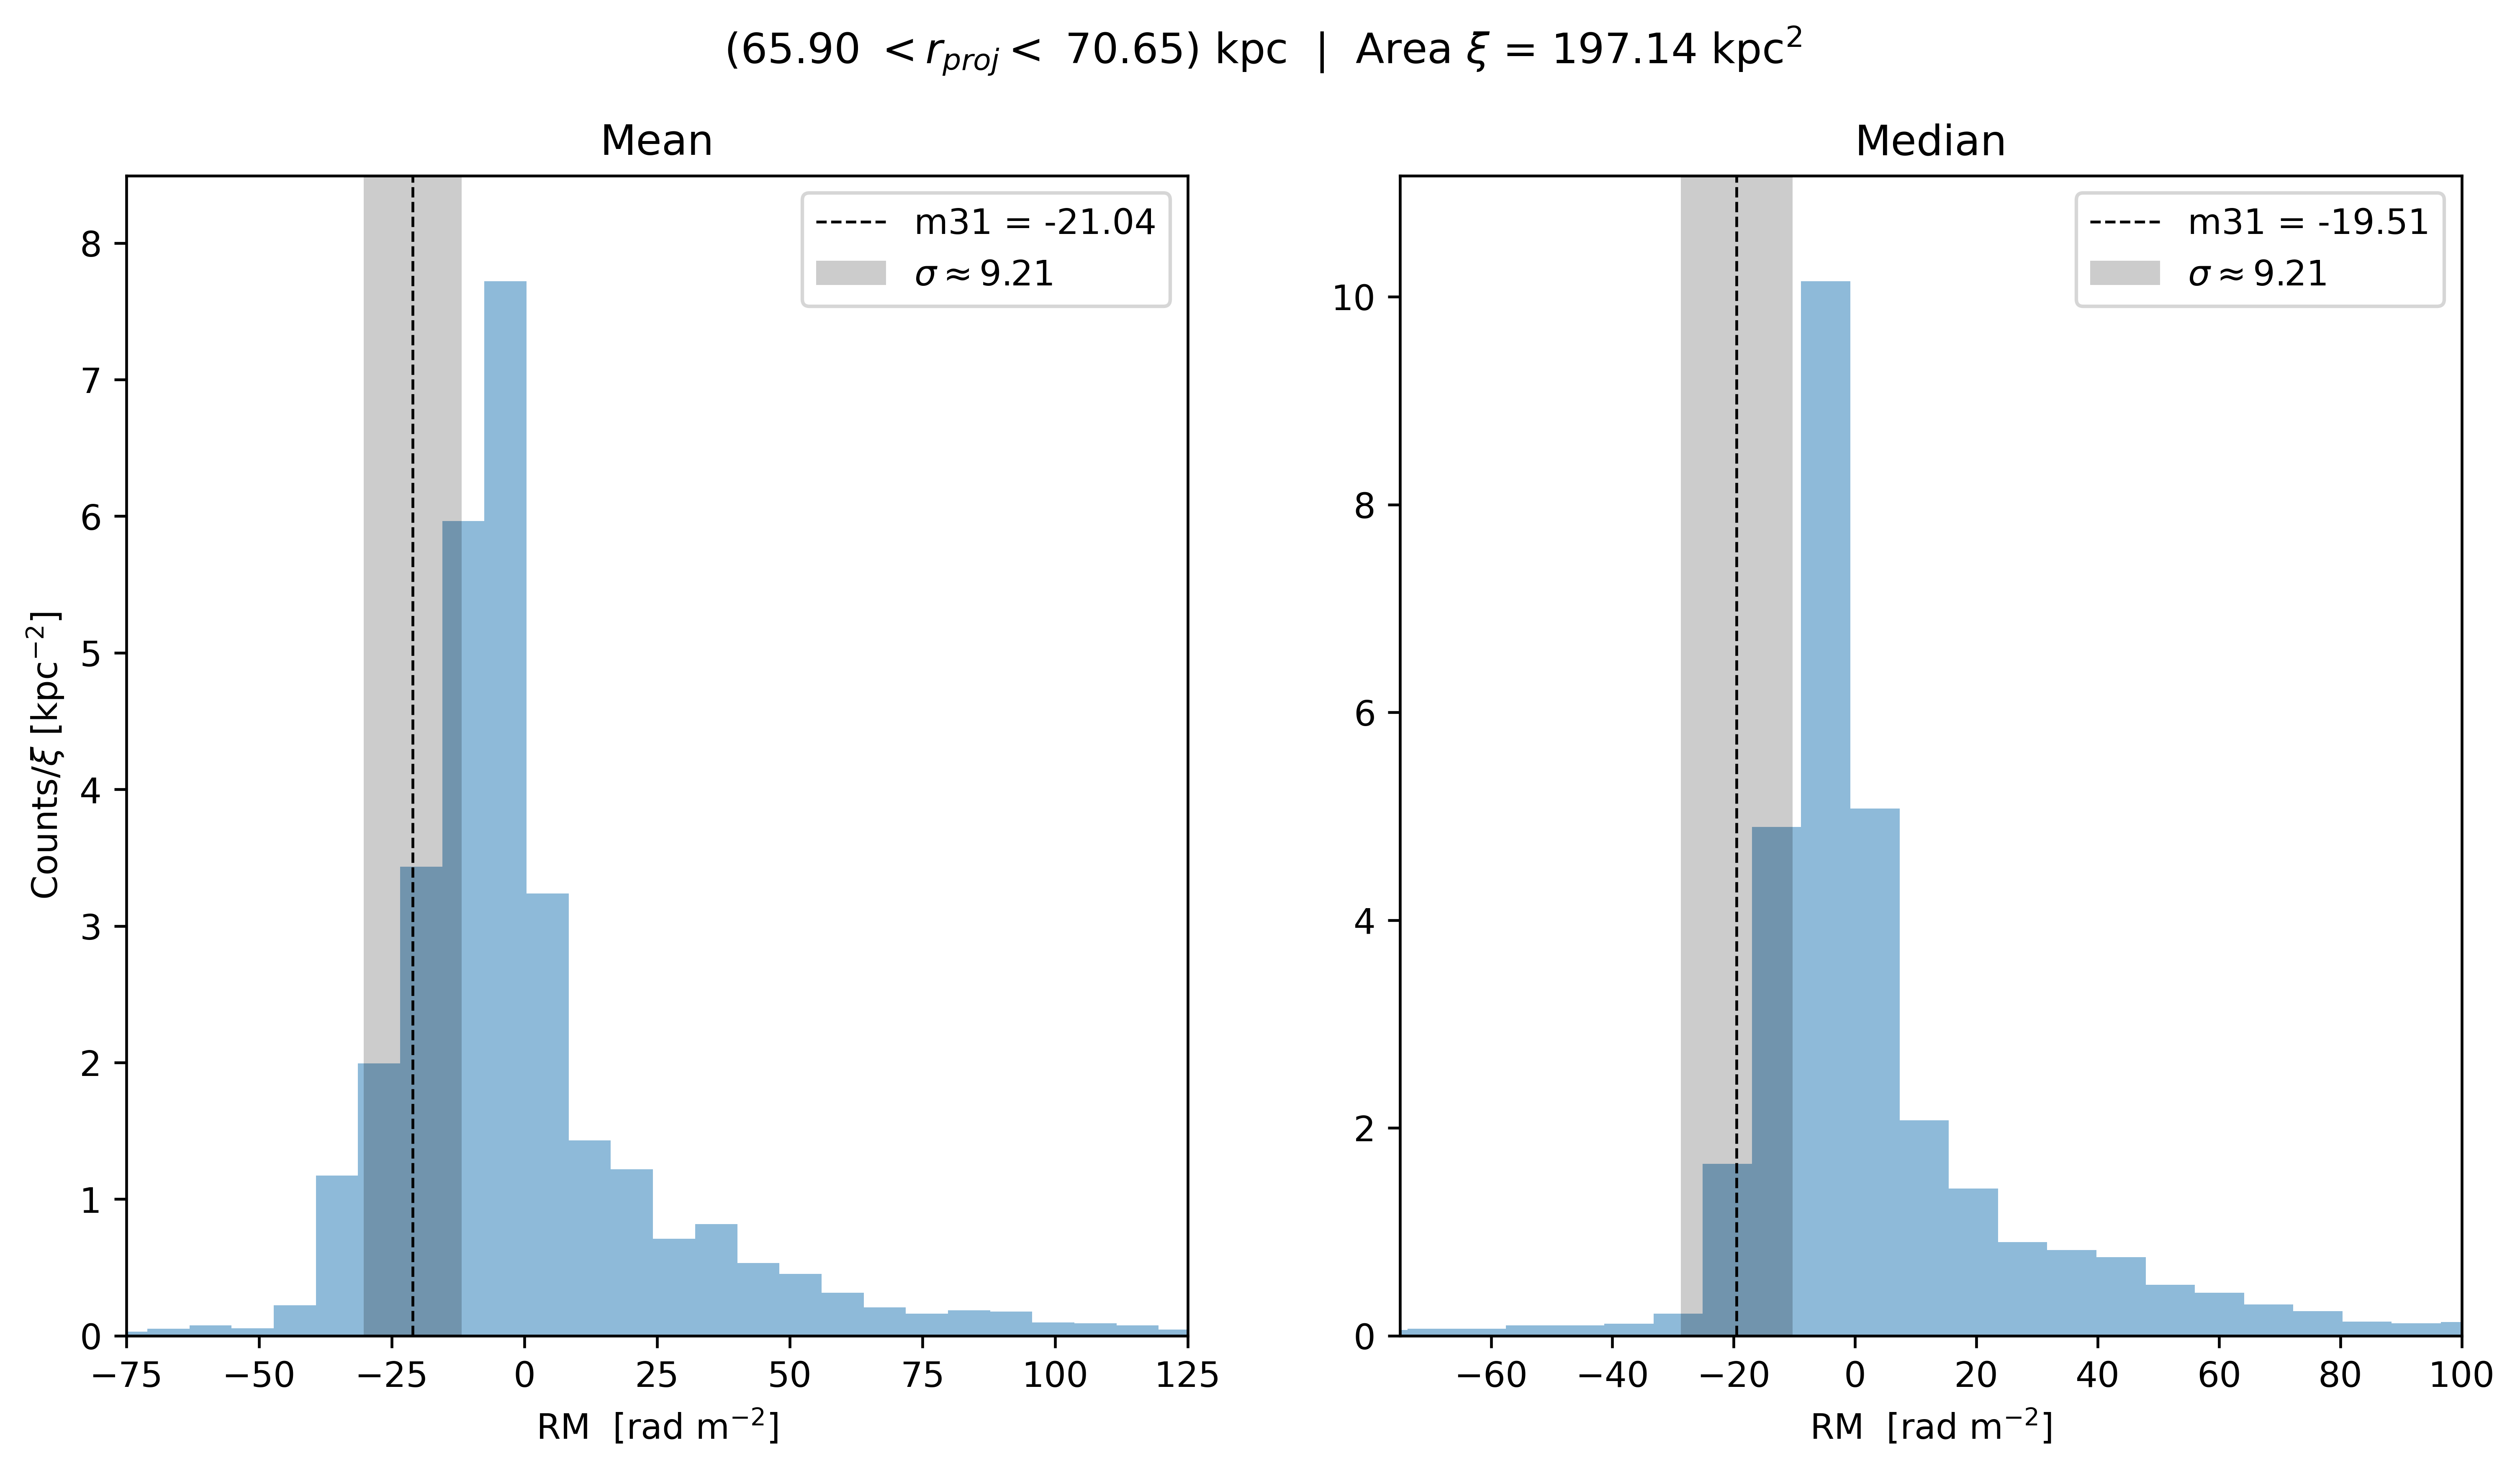 (65.90 < r_proj < 70.65) kpc | Area ξ = 197.14 kpc²
Mean
m31 = -21.04
σ ≈ 9.21
8
7
6
5
4
3
2
1
0
Counts/ξ [kpc⁻²]
−75 −50 −25 0 25 50 75 100 125
RM [rad m⁻²]
Median
m31 = -19.51
σ ≈ 9.21
10
8
6
4
2
0
−60 −40 −20 0 20 40 60 80 100
RM [rad m⁻²]